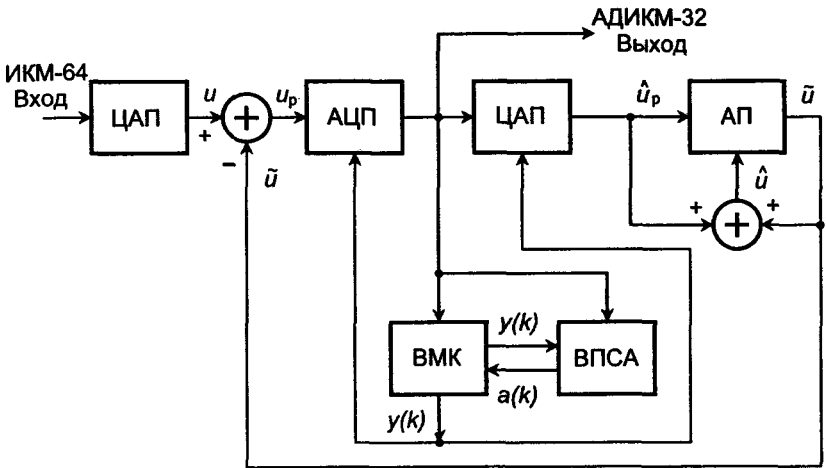 АДИКМ-32
Выход
ИКМ-64
Вход
ЦАП
u
+
+
−
ũ
uр
АЦП
ЦАП
ûр
АП
ũ
û
+
+
+
ВМК
y(k)
a(k)
ВПСА
y(k)